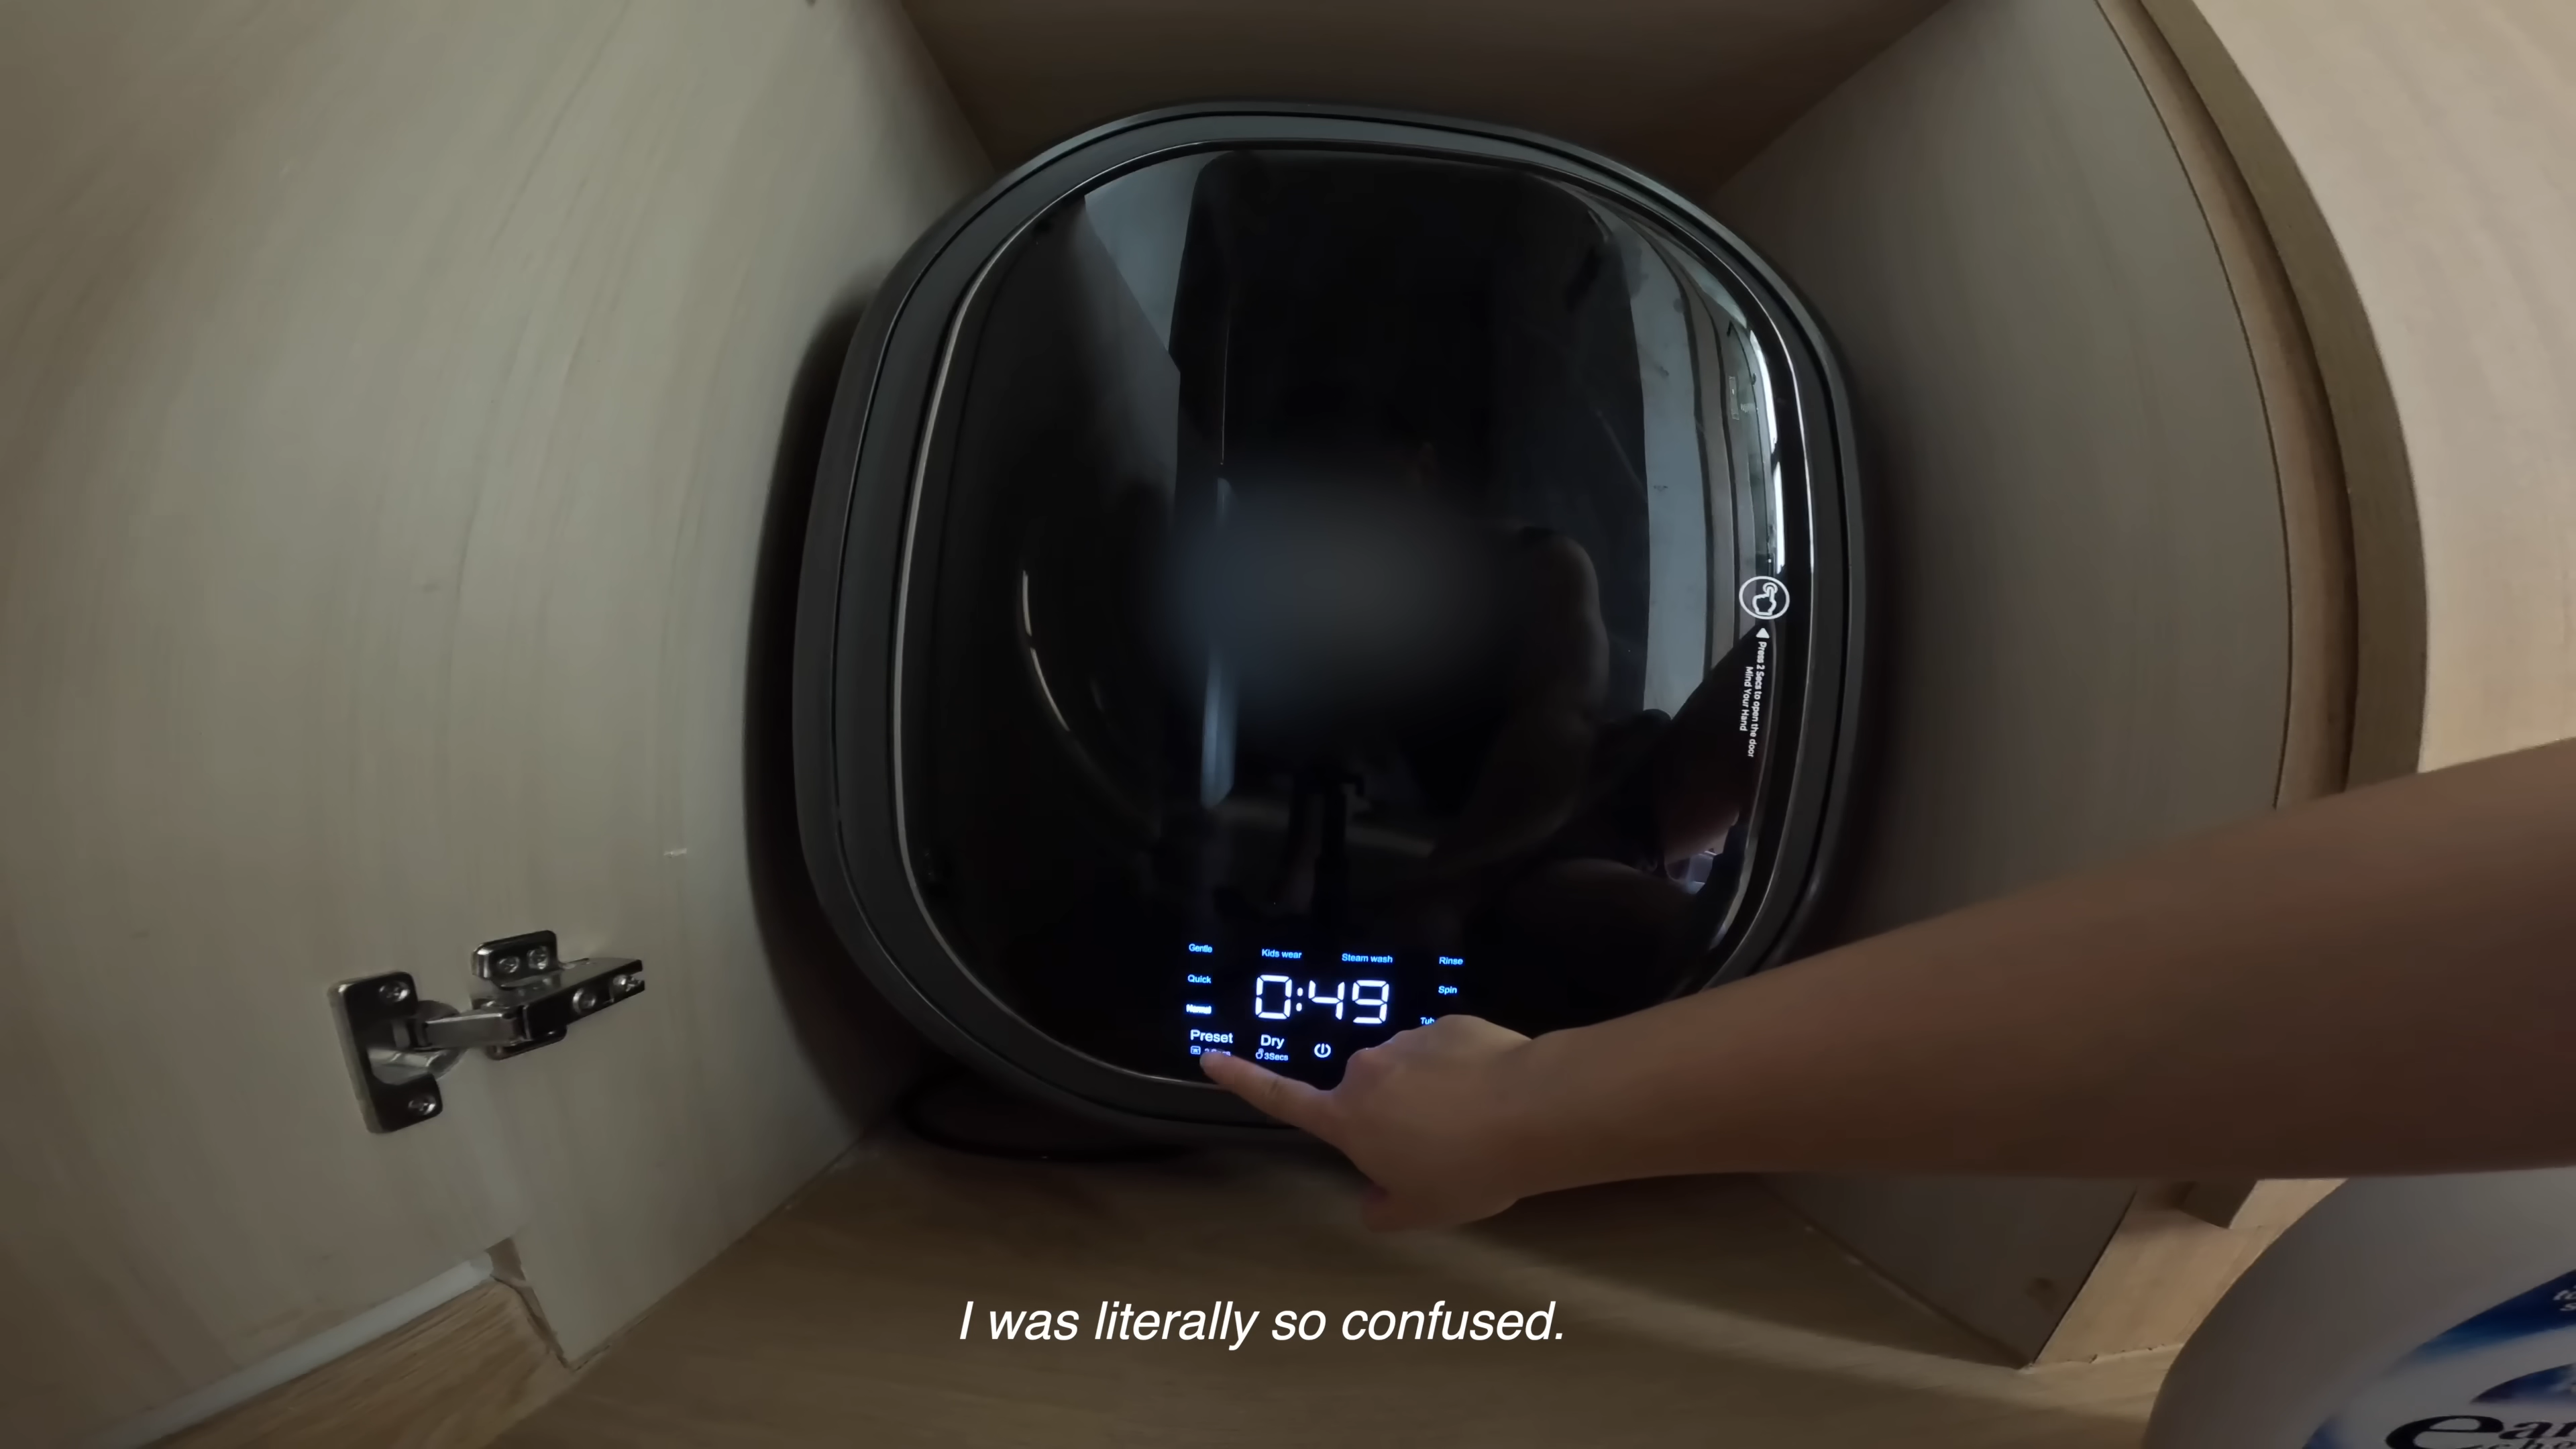 Press 2 Secs to open the door
Mind Your Hand
Gentle Kids wear Steam wash Rinse
Quick 0:49 Spin
Normal
Preset Dry
3Secs
I was literally so confused.